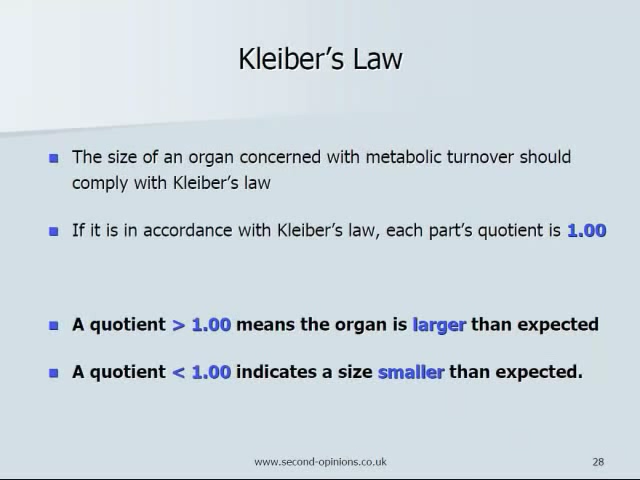 Kleiber's Law
The size of an organ concerned with metabolic turnover should
comply with Kleiber's law
If it is in accordance with Kleiber's law, each part's quotient is 1.00
A quotient > 1.00 means the organ is larger than expected
A quotient < 1.00 indicates a size smaller than expected.
www.second-opinions.co.uk
28